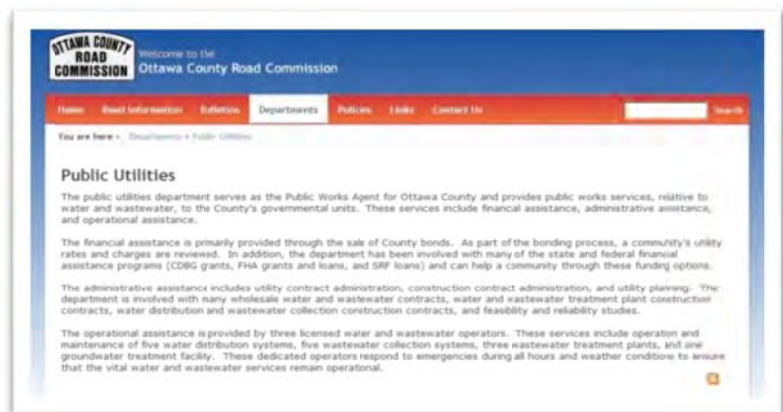 OTTAWA COUNTY
ROAD
COMMISSION
Welcome to the
Ottawa County Road Commission
Home Road Information Bulletins Departments Policies Links Contact Us Search
You are here » Departments » Public Utilities
Public Utilities
The public utilities department serves as the Public Works Agent for Ottawa County and provides public works services, relative to
water and wastewater, to the County's governmental units. These services include financial assistance, administrative assistance,
and operational assistance.
The financial assistance is primarily provided through the sale of County bonds. As part of the bonding process, a community's utility
rates and charges are reviewed. In addition, the department has been involved with many of the state and federal financial
assistance programs (CDBG grants, FHA grants and loans, and SRF loans) and can help a community through these funding options.
The administrative assistance includes utility contract administration, construction contract administration, and utility planning. The
department is involved with many wholesale water and wastewater contracts, water and wastewater treatment plant construction
contracts, water distribution and wastewater collection construction contracts, and feasibility and reliability studies.
The operational assistance is provided by three licensed water and wastewater operators. These services include operation and
maintenance of five water distribution systems, five wastewater collection systems, three wastewater treatment plants, and one
groundwater treatment facility. These dedicated operators respond to emergencies during all hours and weather conditions to ensure
that the vital water and wastewater services remain operational.